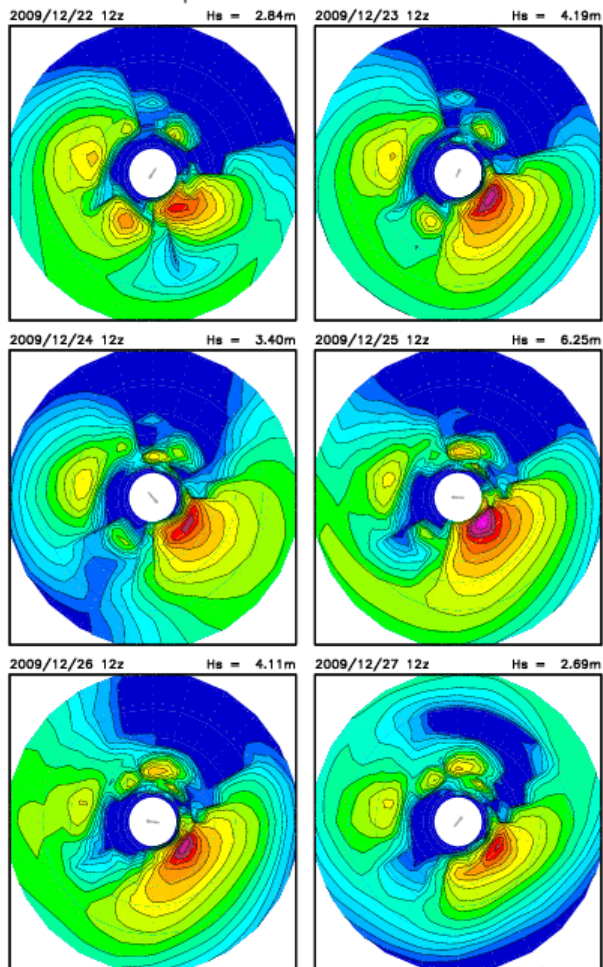 2009/12/22 12z Hs = 2.84m
2009/12/23 12z Hs = 4.19m
2009/12/24 12z Hs = 3.40m
2009/12/25 12z Hs = 6.25m
2009/12/26 12z Hs = 4.11m
2009/12/27 12z Hs = 2.69m